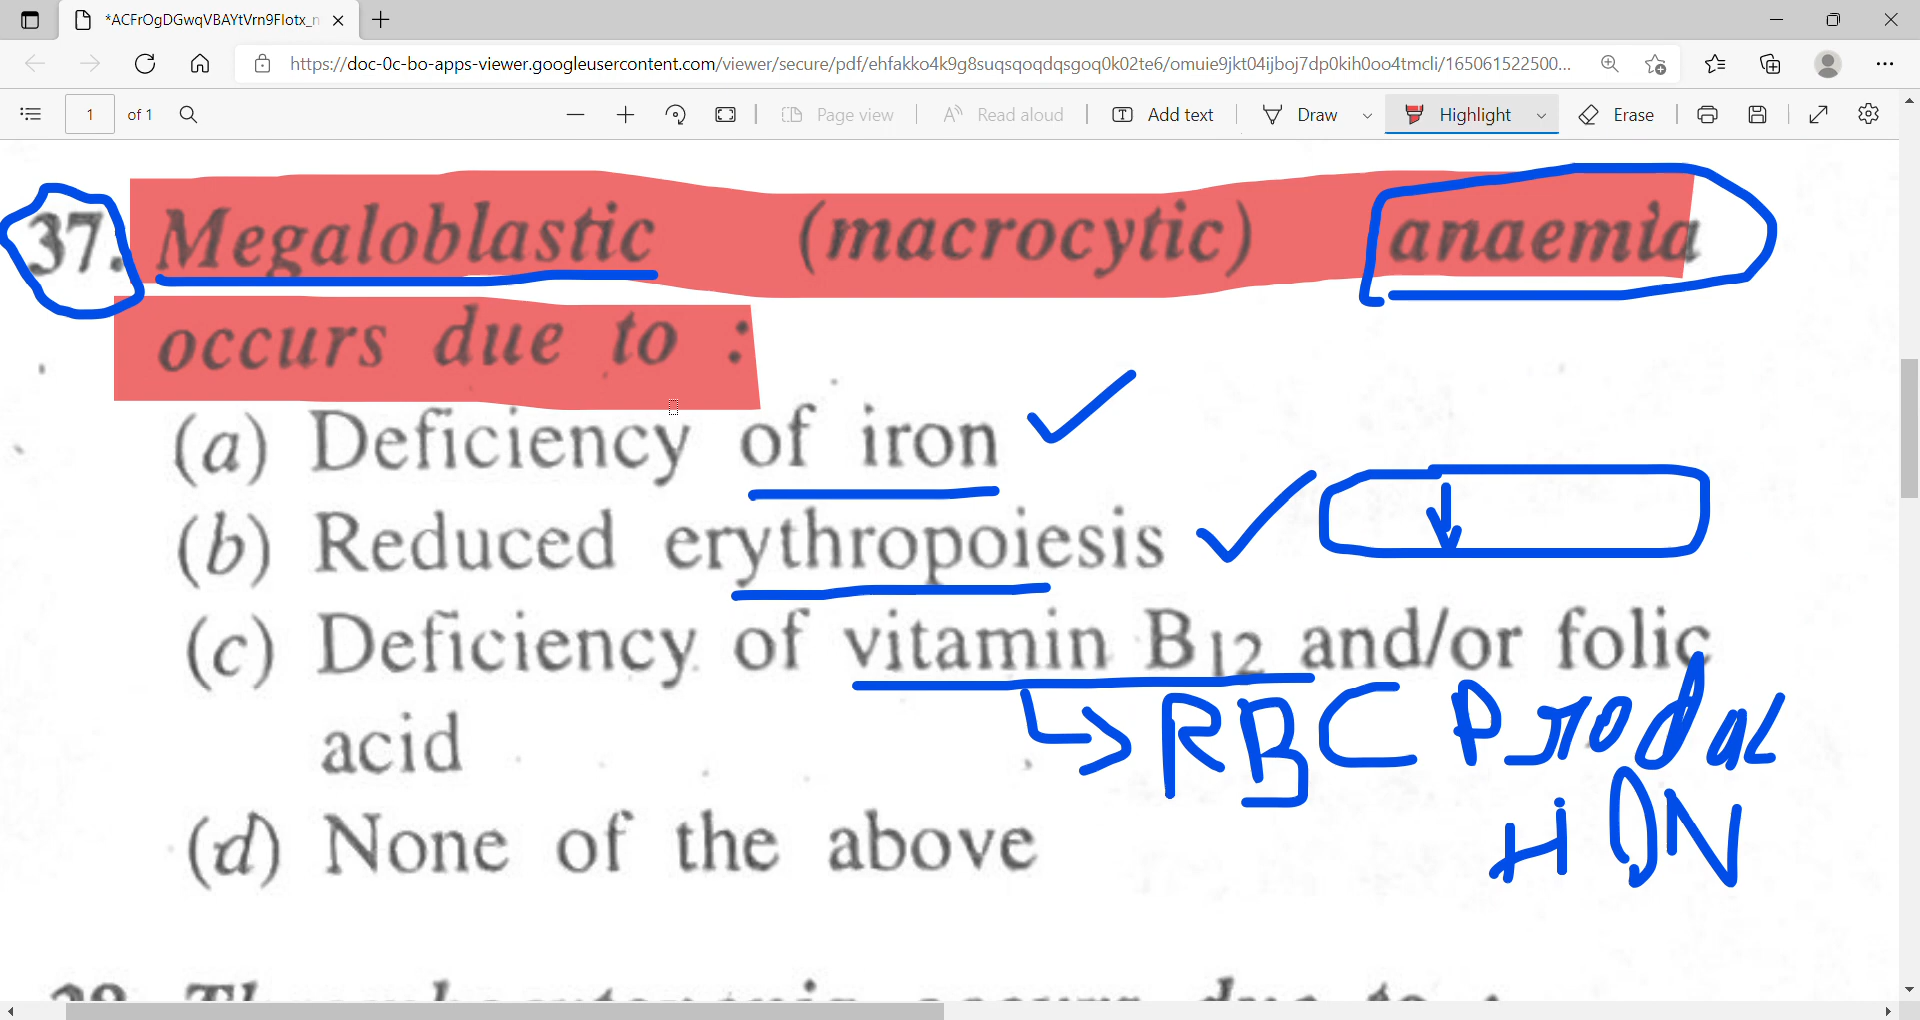 *ACFrOgDGwqVBAYtVrn9Flotx_n
https://doc-0c-bo-apps-viewer.googleusercontent.com/viewer/secure/pdf/ehfakko4k9g8suqsqoqdqsgoq0k02te6/omuie9jkt04ijboj7dp0kih0oo4tmcli/165061522500...
1 of 1 Page view Read aloud Add text Draw Highlight Erase
37. Megaloblastic (macrocytic) anaemia
occurs due to :
(a) Deficiency of iron
(b) Reduced erythropoiesis
(c) Deficiency of vitamin B12 and/or folic
acid
RBC
(d) None of the above